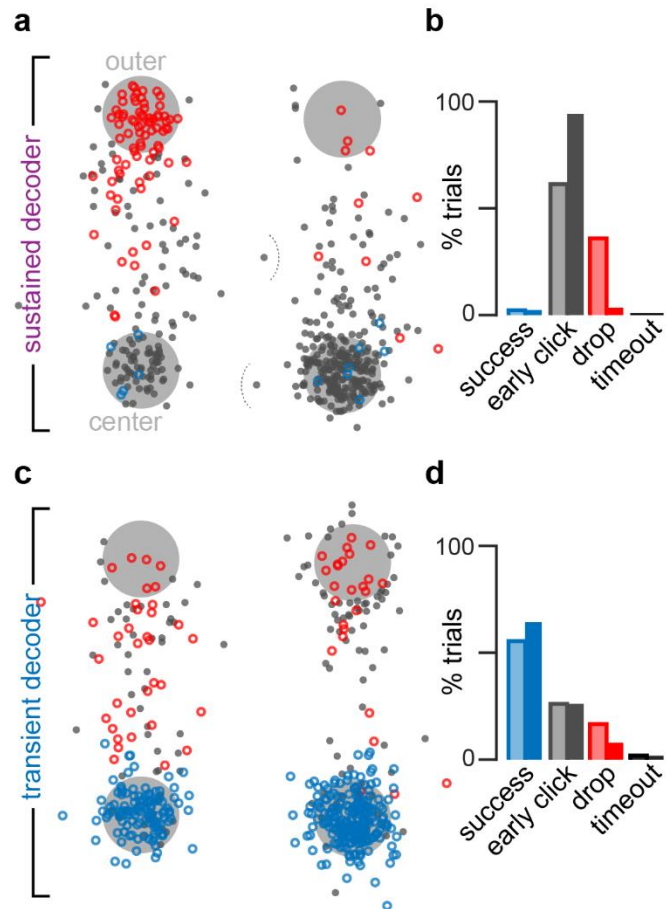 a
outer
center
sustained decoder
b
100
% trials
0
success
early click
drop
timeout
c
transient decoder
d
100
% trials
0
success
early click
drop
timeout